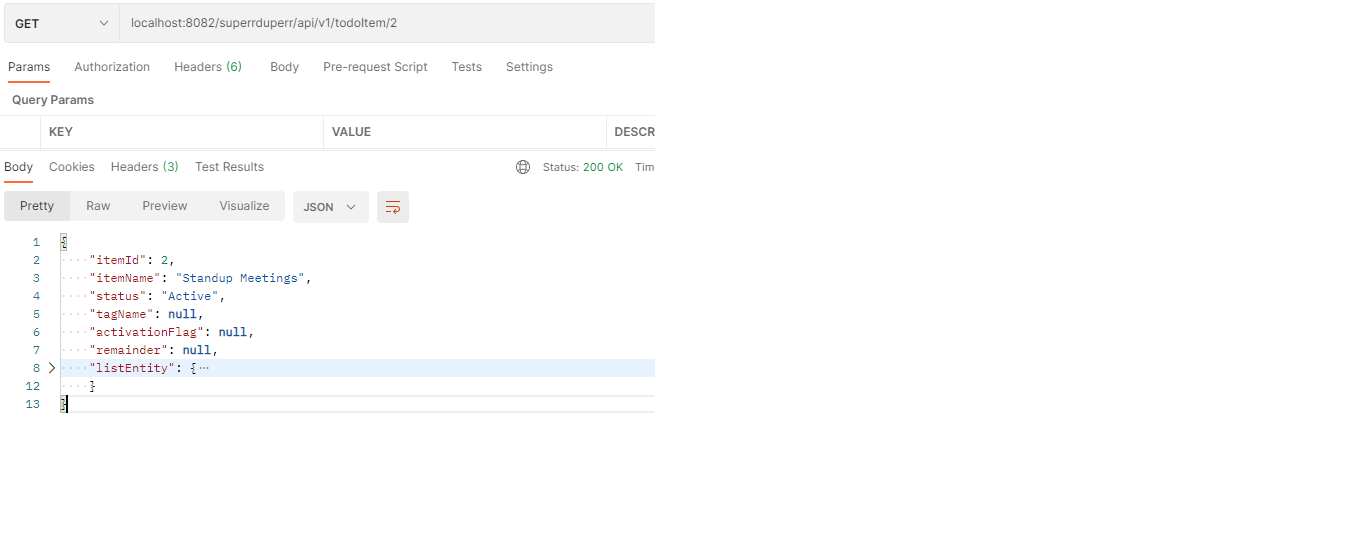 GET localhost:8082/superrduperr/api/v1/todoItem/2
Params Authorization Headers (6) Body Pre-request Script Tests Settings
Query Params
KEY VALUE DESCR
Body Cookies Headers (3) Test Results Status: 200 OK Tim
Pretty Raw Preview Visualize JSON
1 {
2 "itemId": 2,
3 "itemName": "Standup Meetings",
4 "status": "Active",
5 "tagName": null,
6 "activationFlag": null,
7 "remainder": null,
8 "listEntity": {···
12 }
13 }